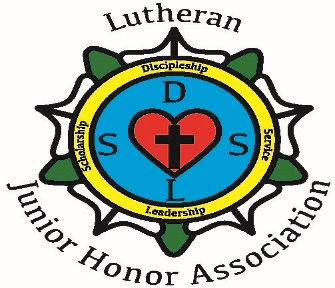 Lutheran
Discipleship
Scholarship
Service
Leadership
D
S S
L
Junior Honor Association